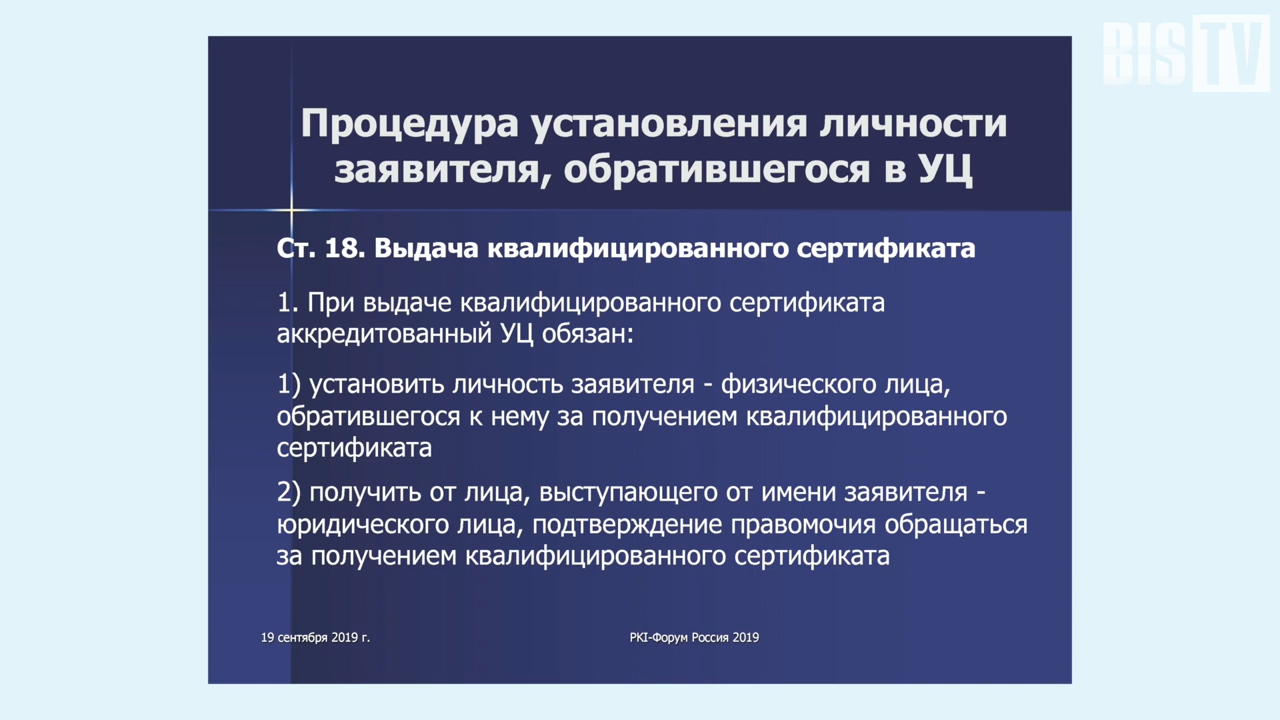 BIS TV
Процедура установления личности
заявителя, обратившегося в УЦ
Ст. 18. Выдача квалифицированного сертификата
1. При выдаче квалифицированного сертификата
аккредитованный УЦ обязан:
1) установить личность заявителя - физического лица,
обратившегося к нему за получением квалифицированного
сертификата
2) получить от лица, выступающего от имени заявителя -
юридического лица, подтверждение правомочия обращаться
за получением квалифицированного сертификата
19 сентября 2019 г.
PKI-Форум Россия 2019